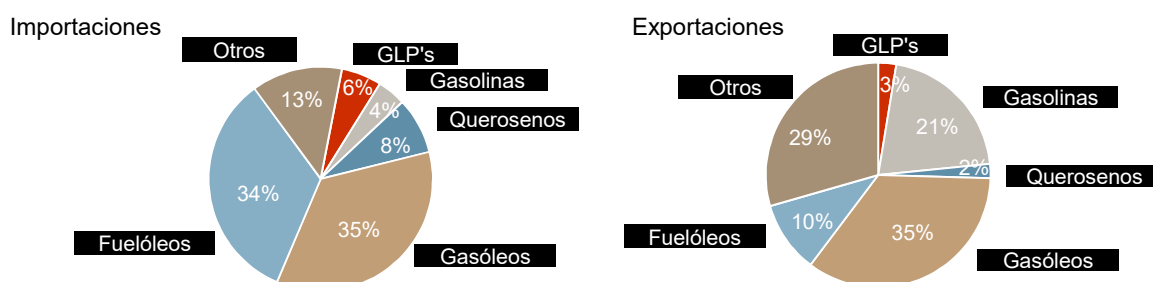 Importaciones
Otros
GLP's
Gasolinas
Querosenos
Gasóleos
Fuelóleos
13%
6%
4%
8%
34%
35%
Exportaciones
GLP's
Otros
Gasolinas
Querosenos
Gasóleos
Fuelóleos
3%
21%
29%
2%
10%
35%